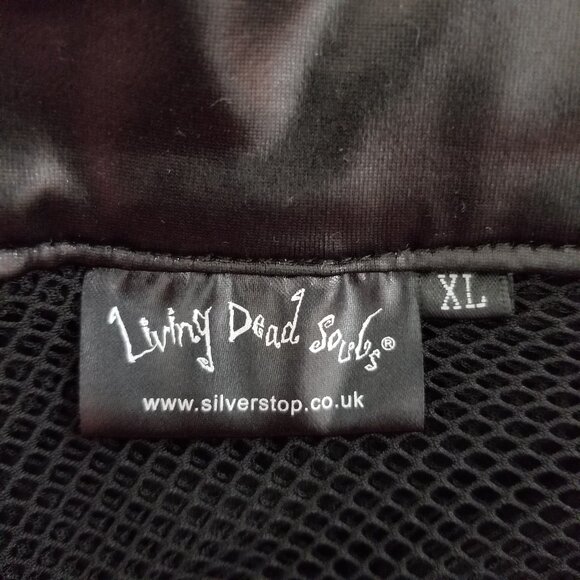 Living Dead Souls®
www.silverstop.co.uk
XL